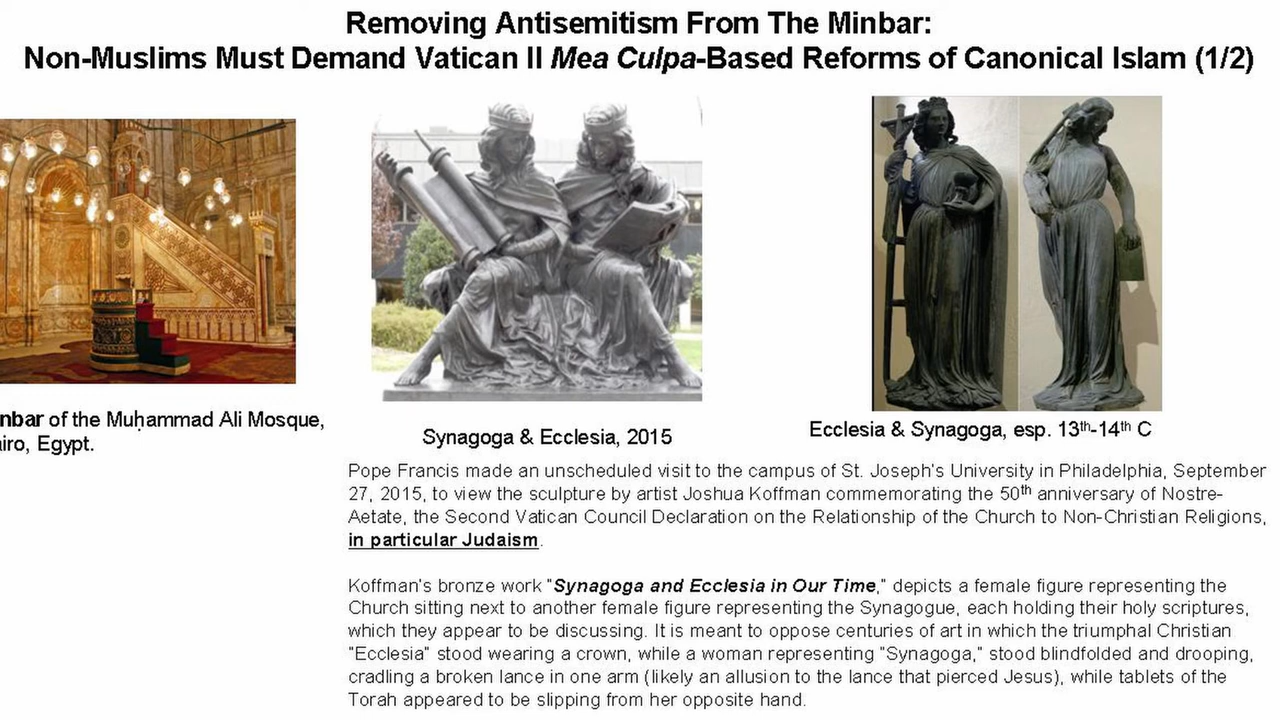 Removing Antisemitism From The Minbar:
Non-Muslims Must Demand Vatican II Mea Culpa-Based Reforms of Canonical Islam (1/2)
nbar of the Muḥammad Ali Mosque,
iro, Egypt.
Synagoga & Ecclesia, 2015
Ecclesia & Synagoga, esp. 13th-14th C
Pope Francis made an unscheduled visit to the campus of St. Joseph's University in Philadelphia, September
27, 2015, to view the sculpture by artist Joshua Koffman commemorating the 50th anniversary of Nostre-
Aetate, the Second Vatican Council Declaration on the Relationship of the Church to Non-Christian Religions,
in particular Judaism.
Koffman's bronze work "Synagoga and Ecclesia in Our Time," depicts a female figure representing the
Church sitting next to another female figure representing the Synagogue, each holding their holy scriptures,
which they appear to be discussing. It is meant to oppose centuries of art in which the triumphal Christian
"Ecclesia" stood wearing a crown, while a woman representing "Synagoga," stood blindfolded and drooping,
cradling a broken lance in one arm (likely an allusion to the lance that pierced Jesus), while tablets of the
Torah appeared to be slipping from her opposite hand.